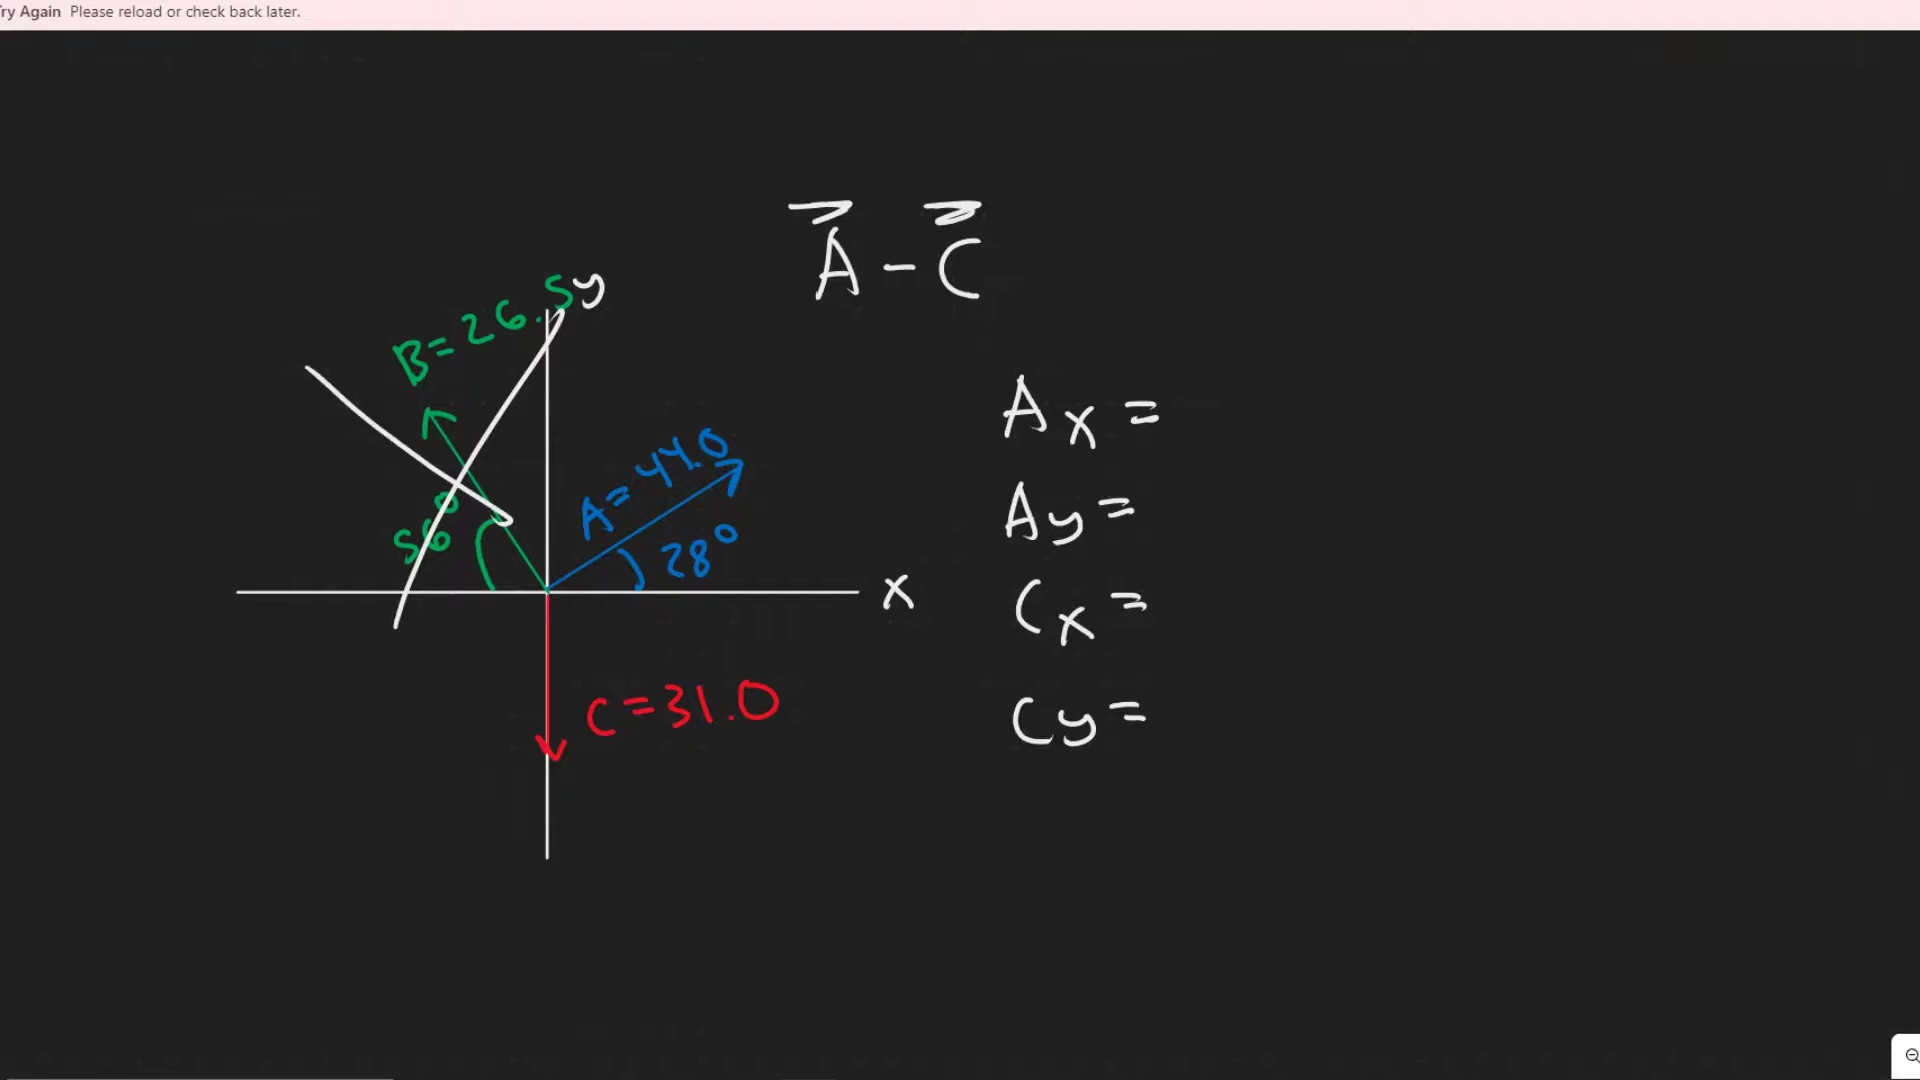 Try Again Please reload or check back later.
A - C
y
B = 26.5
A = 44.0
56°
28°
x
C = 31.0
Ax =
Ay =
Cx =
Cy =